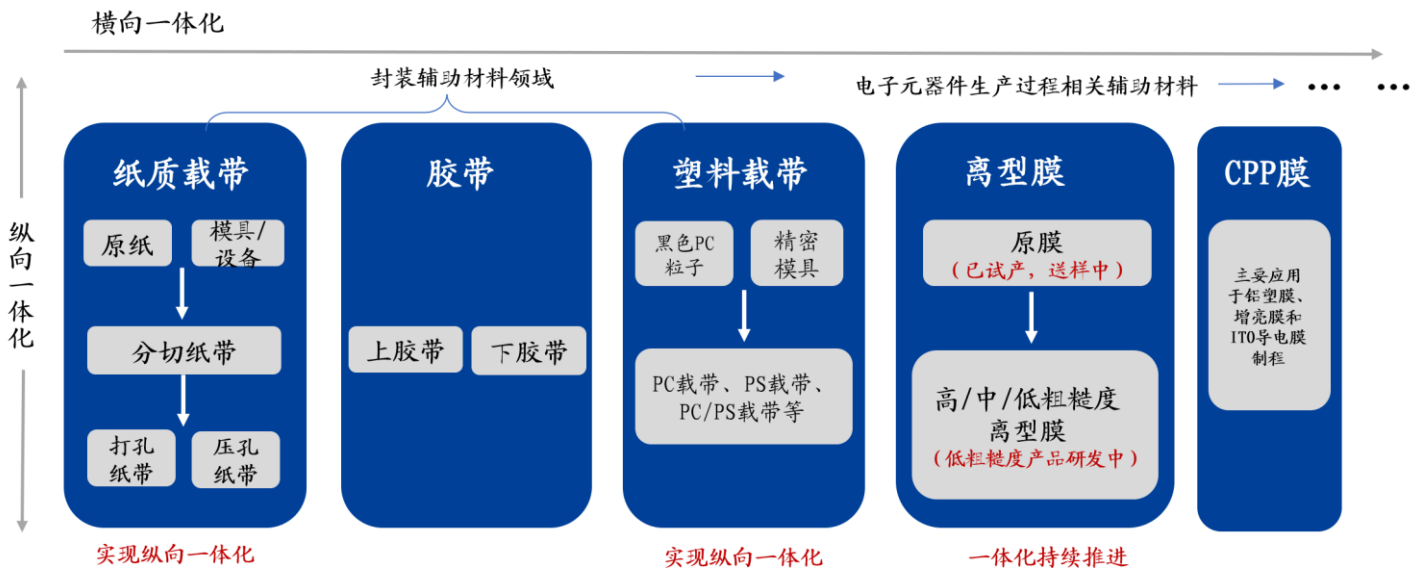 横向一体化
封装辅助材料领域
电子元器件生产过程相关辅助材料
... ...
纵向一体化
纸质载带
原纸
模具/
设备
分切纸带
打孔
纸带
压孔
纸带
实现纵向一体化
胶带
上胶带
下胶带
塑料载带
黑色PC
粒子
精密
模具
PC载带、PS载带、
PC/PS载带等
实现纵向一体化
离型膜
原膜
(已试产，送样中)
高/中/低粗糙度
离型膜
(低粗糙度产品研发中)
一体化持续推进
CPP膜
主要应用
于铝塑膜、
增亮膜和
ITO导电膜
制程